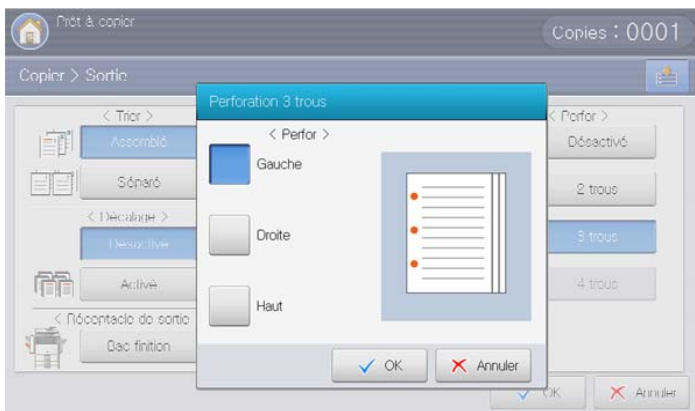 Prêt à copier
Copies : 0001
Copier > Sortie
< Trier >
Assemblé
Séparé
< Décalage >
Désactivé
Activé
< Réceptacle de sortie
Bac finition
Perforation 3 trous
< Perfor >
Gauche
Droite
Haut
OK
Annuler
< Perfor >
Désactivé
2 trous
3 trous
4 trous
OK
Annuler